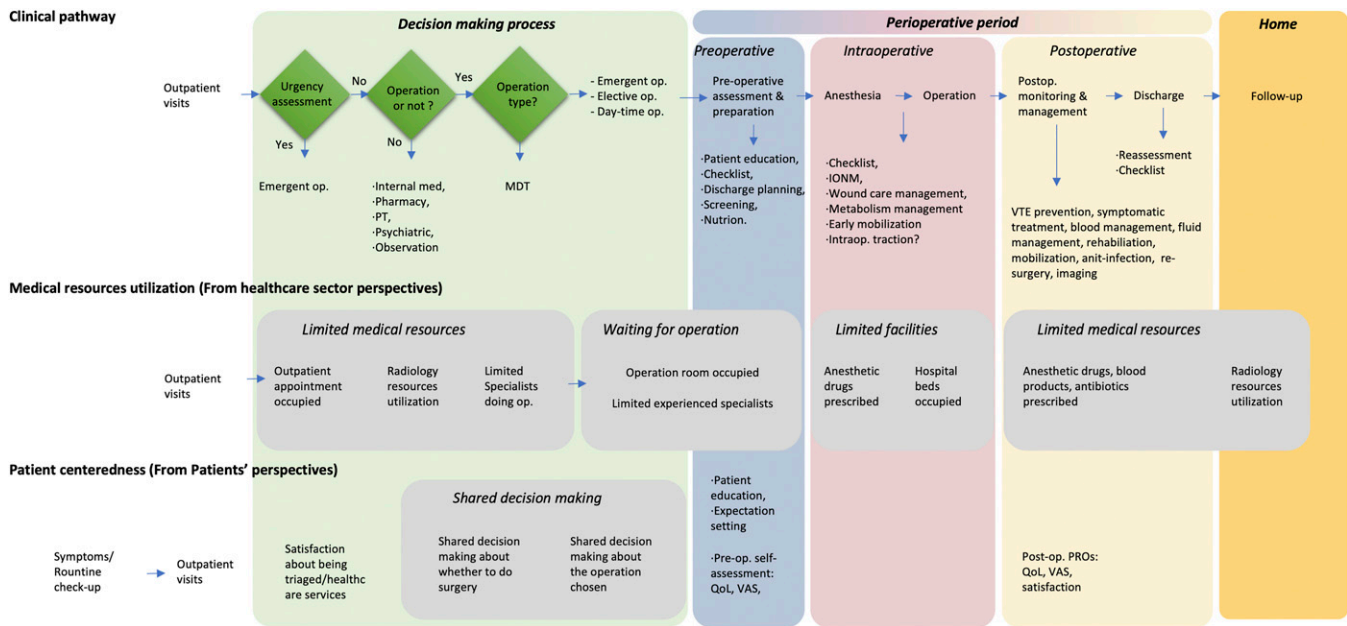 Clinical pathway
Decision making process
Perioperative period
Home
Preoperative
Intraoperative
Postoperative
Outpatient
visits
Urgency
assessment
No
Operation
or not ?
Yes
Operation
type?
- Emergent op.
- Elective op.
- Day-time op.
Pre-operative
assessment &
preparation
Anesthesia
Operation
Postop.
monitoring &
management
Discharge
Follow-up
Yes
No
Emergent op.
·Internal med,
·Pharmacy,
·PT,
·Psychiatric,
·Observation
MDT
·Patient education,
·Checklist,
·Discharge planning,
·Screening,
·Nutrion.
·Checklist,
·IONM,
·Wound care management,
·Metabolism management
·Early mobilization
·Intraop. traction?
·Reassessment
·Checklist
VTE prevention, symptomatic
treatment, blood management, fluid
management, rehabiliation,
mobilization, anit-infection, re-
surgery, imaging
Medical resources utilization (From healthcare sector perspectives)
Limited medical resources
Waiting for operation
Limited facilities
Limited medical resources
Outpatient
visits
Outpatient
appointment
occupied
Radiology
resources
utilization
Limited
Specialists
doing op.
Operation room occupied
Limited experienced specialists
Anesthetic
drugs
prescribed
Hospital
beds
occupied
Anesthetic drugs, blood
products, antibiotics
prescribed
Radiology
resources
utilization
Patient centeredness (From Patients' perspectives)
Shared decision making
·Patient
education,
·Expectation
setting
Symptoms/
Rountine
check-up
Outpatient
visits
Satisfaction
about being
triaged/healthc
are services
Shared decision
making about
whether to do
surgery
Shared decision
making about
the operation
chosen
·Pre-op. self-
assessment:
QoL, VAS,
Post-op. PROs:
QoL, VAS,
satisfaction